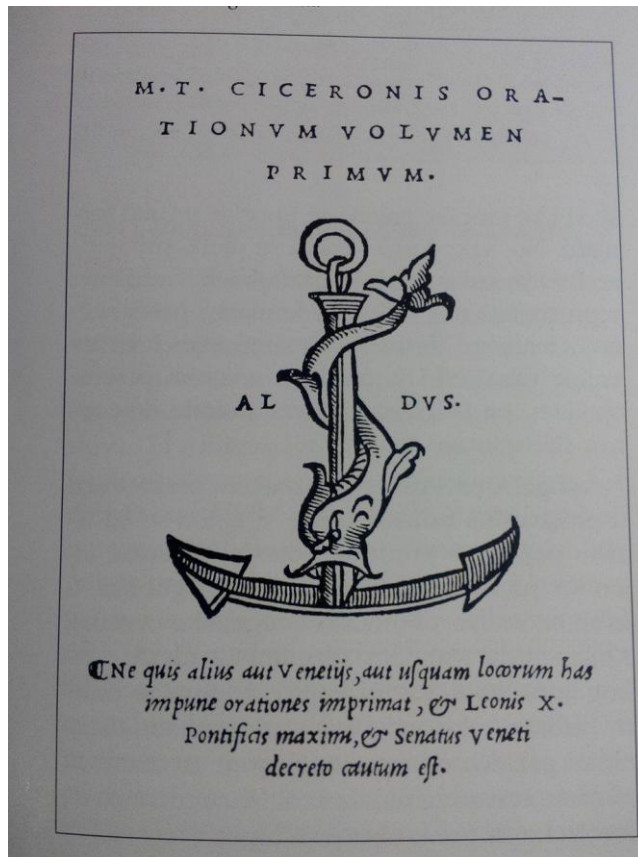 M. T. CICERONIS ORA-
TIONVM VOLVMEN
PRIMVM.
AL DVS.
☾Ne quis alius aut Venetijs, aut uſquam locorum has
impune orationes imprimat, & Leonis X.
Pontificis maximi, & Senatus Veneti
decreto cautum eſt.